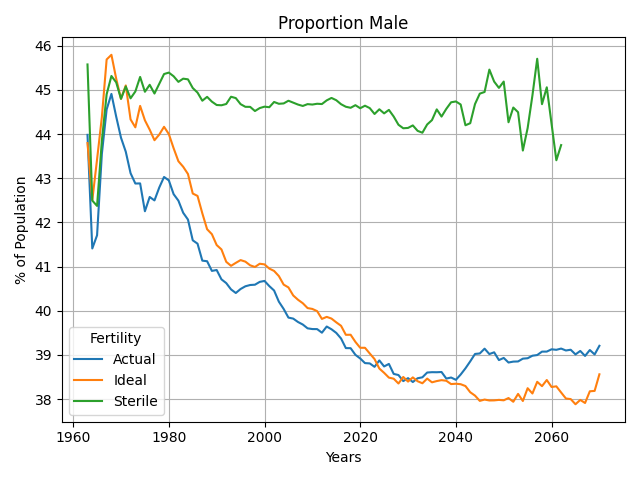 Proportion Male
46
45
44
43
42
41
40
39
38
% of Population
Fertility
Actual
Ideal
Sterile
1960
1980
2000
2020
2040
2060
Years